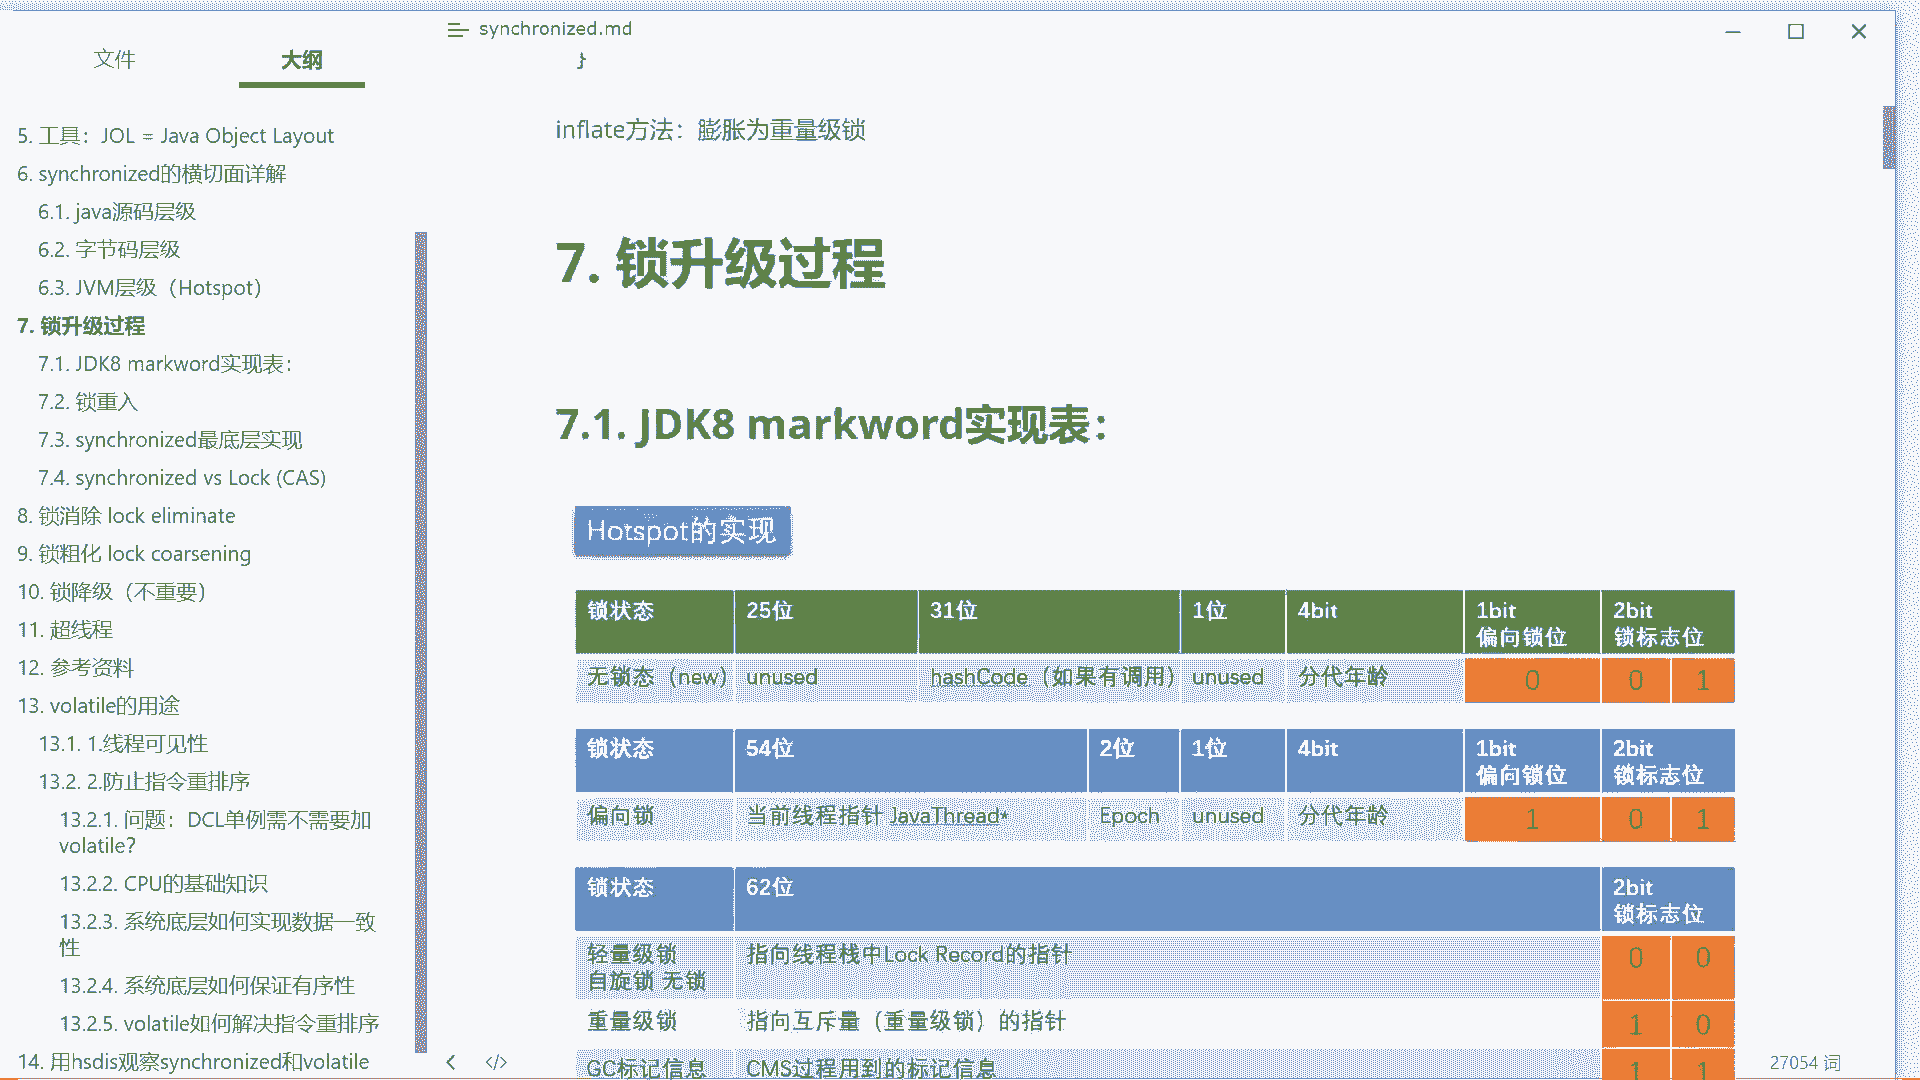 文件
大纲
5. 工具：JOL = Java Object Layout
6. synchronized的横切面详解
6.1. java源码层级
6.2. 字节码层级
6.3. JVM层级（Hotspot）
7. 锁升级过程
7.1. JDK8 markword实现表：
7.2. 锁重入
7.3. synchronized最底层实现
7.4. synchronized vs Lock (CAS)
8. 锁消除 lock eliminate
9. 锁粗化 lock coarsening
10. 锁降级（不重要）
11. 超线程
12. 参考资料
13. volatile的用途
13.1. 1.线程可见性
13.2. 2.防止指令重排序
13.2.1. 问题：DCL单例需不需要加
volatile？
13.2.2. CPU的基础知识
13.2.3. 系统底层如何实现数据一致
性
13.2.4. 系统底层如何保证有序性
13.2.5. volatile如何解决指令重排序
14. 用hsdis观察synchronized和volatile
synchronized.md
}
inflate方法：膨胀为重量级锁
7. 锁升级过程
7.1. JDK8 markword实现表：
Hotspot的实现
锁状态 25位 31位 1位 4bit 1bit 2bit
偏向锁位 锁标志位
无锁态（new） unused hashCode（如果有调用） unused 分代年龄 0 0 1
锁状态 54位 2位 1位 4bit 1bit 2bit
偏向锁位 锁标志位
偏向锁 当前线程指针 JavaThread* Epoch unused 分代年龄 1 0 1
锁状态 62位 2bit
锁标志位
轻量级锁 指向线程栈中Lock Record的指针 0 0
自旋锁 无锁
重量级锁 指向互斥量（重量级锁）的指针 1 0
GC标记信息 CMS过程用到的标记信息 1 1
</> 27054 词